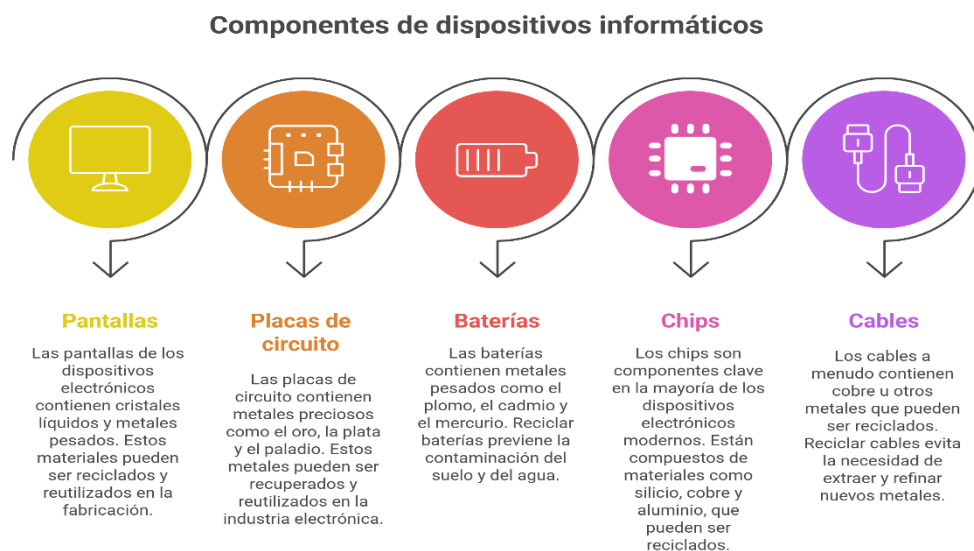 Componentes de dispositivos informáticos
Pantallas
Las pantallas de los
dispositivos
electrónicos
contienen cristales
líquidos y metales
pesados. Estos
materiales pueden
ser reciclados y
reutilizados en la
fabricación.
Placas de
circuito
Las placas de
circuito contienen
metales preciosos
como el oro, la plata
y el paladio. Estos
metales pueden ser
recuperados y
reutilizados en la
industria electrónica.
Baterías
Las baterías
contienen metales
pesados como el
plomo, el cadmio y
el mercurio. Reciclar
baterías previene la
contaminación del
suelo y del agua.
Chips
Los chips son
componentes clave
en la mayoría de los
dispositivos
electrónicos
modernos. Están
compuestos de
materiales como
silicio, cobre y
aluminio, que
pueden ser
reciclados.
Cables
Los cables a
menudo contienen
cobre u otros
metales que pueden
ser reciclados.
Reciclar cables evita
la necesidad de
extraer y refinar
nuevos metales.